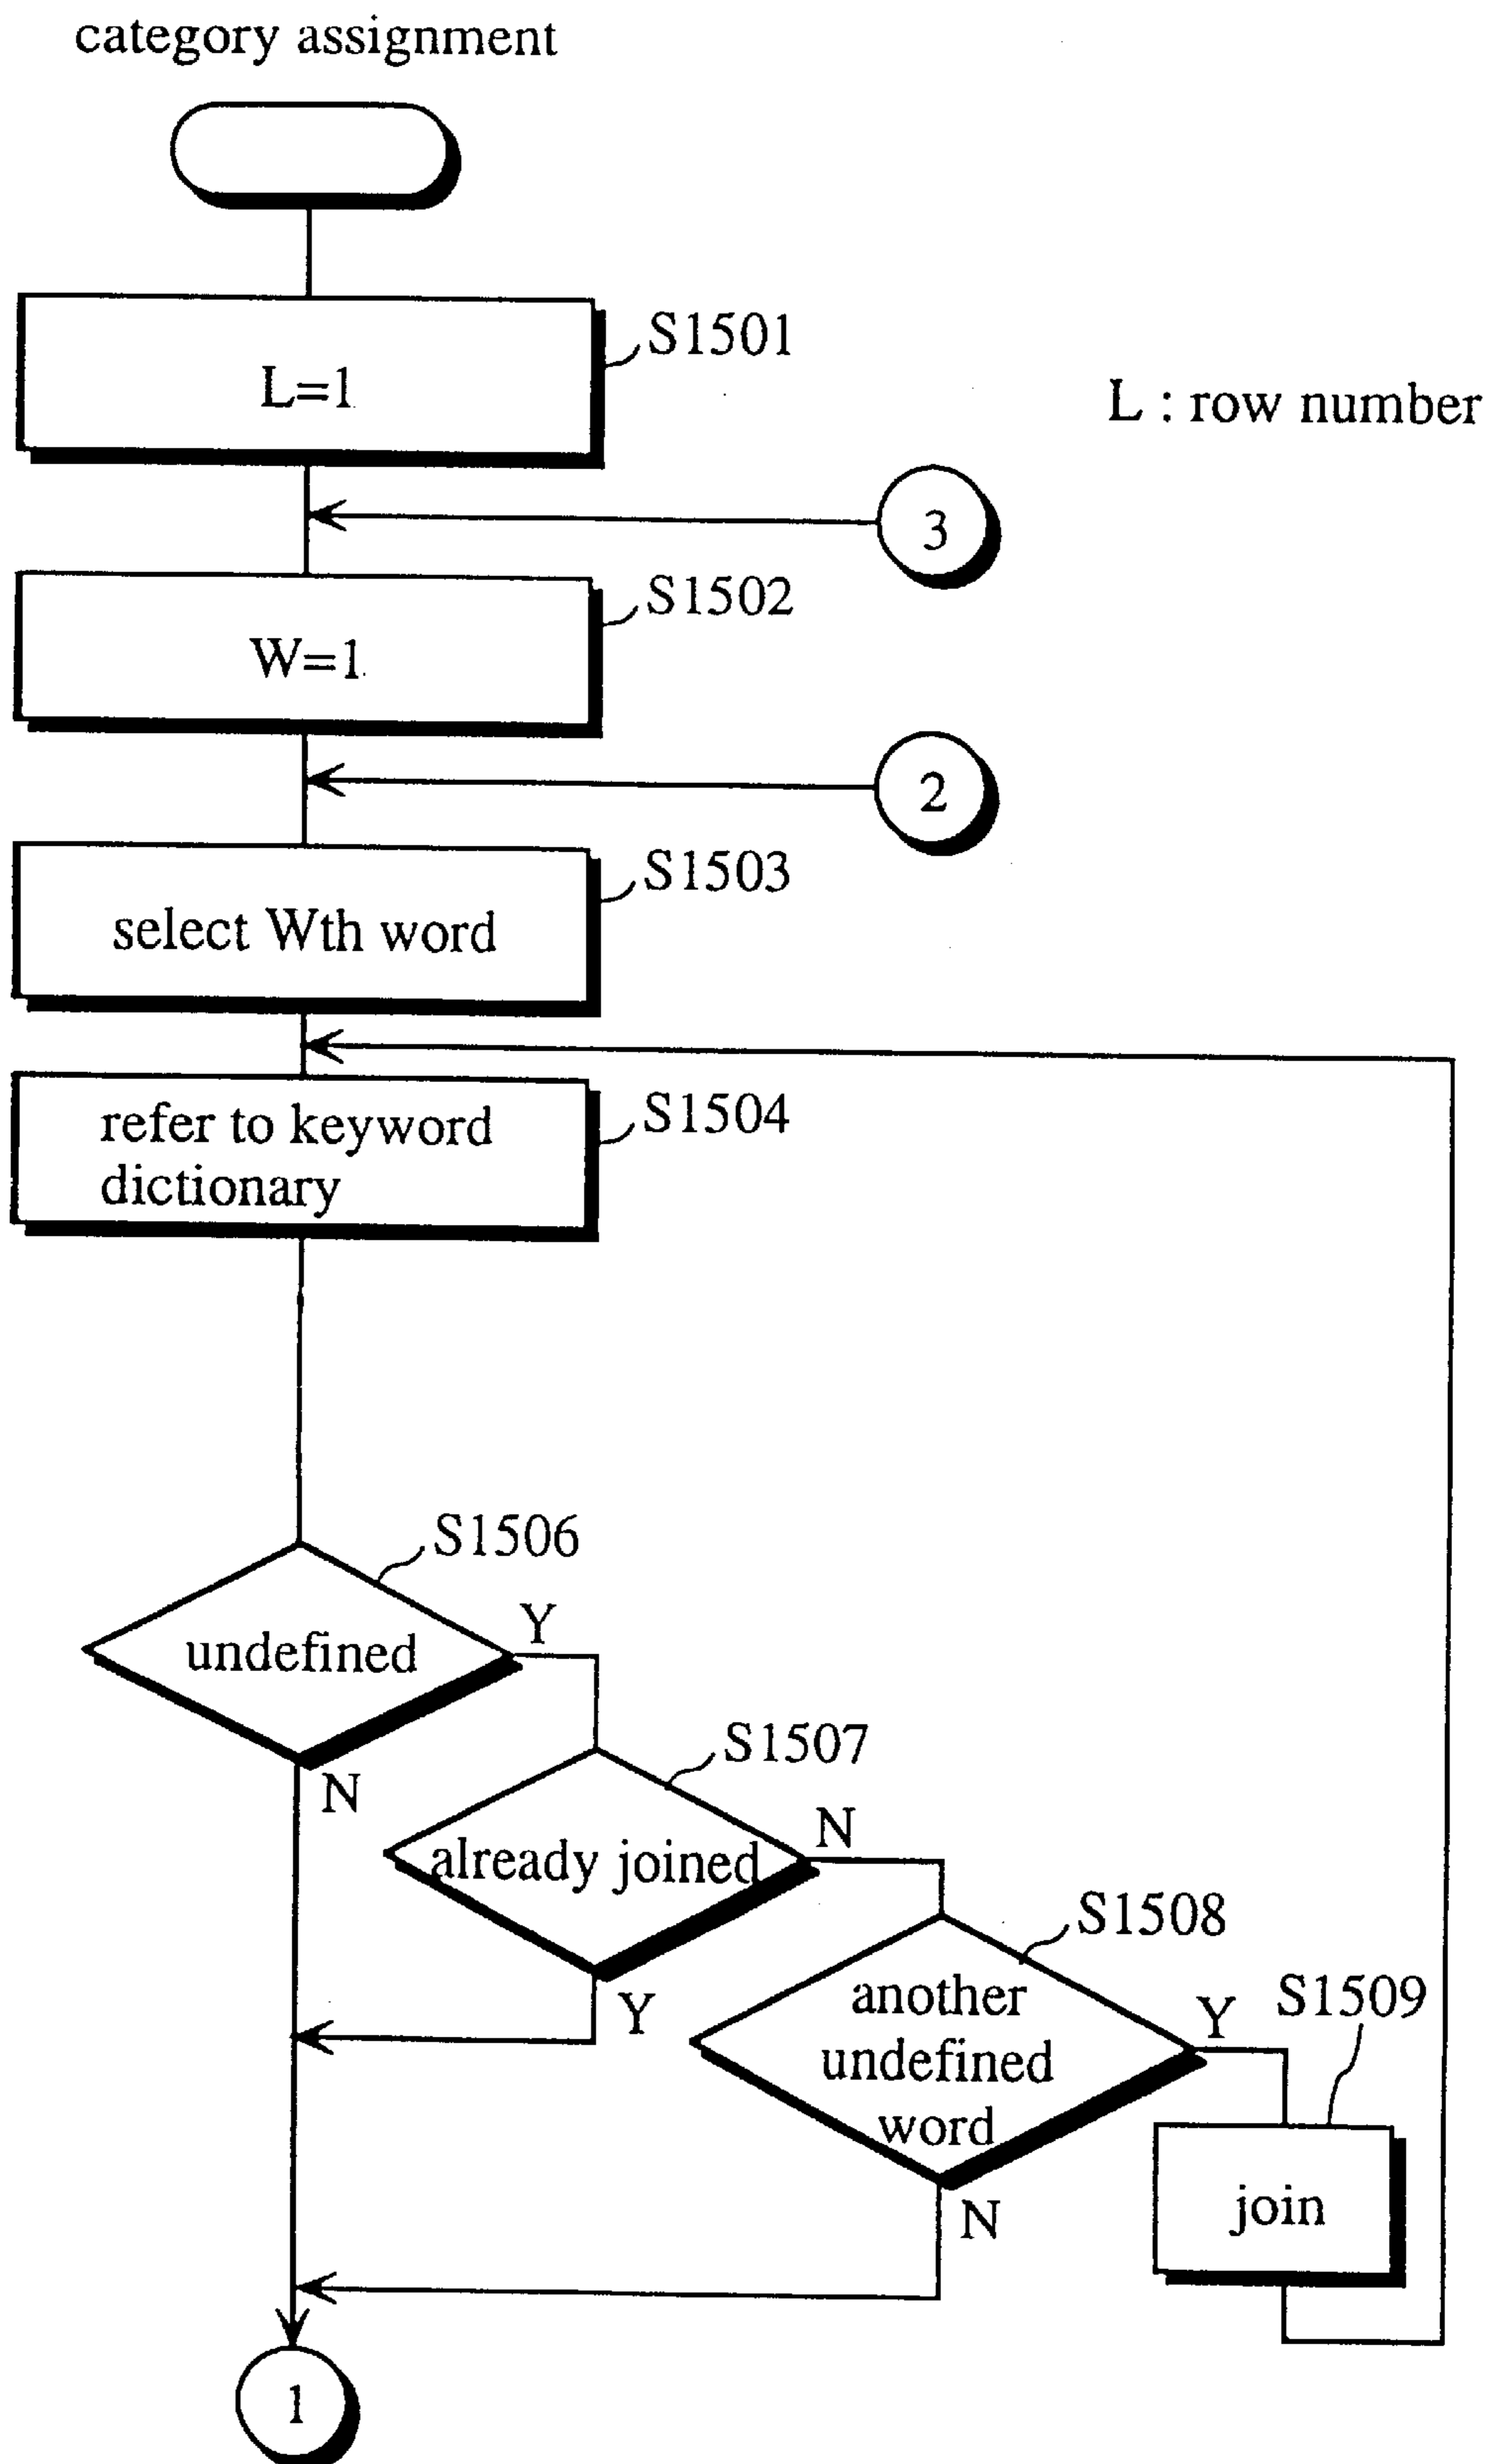 category assignment
S1501
L=1
L : row number
3
S1502
W=1
2
S1503
select Wth word
S1504
refer to keyword
dictionary
S1506
undefined
Y
N
S1507
already joined
N
Y
S1508
another
undefined
word
Y
N
S1509
join
1